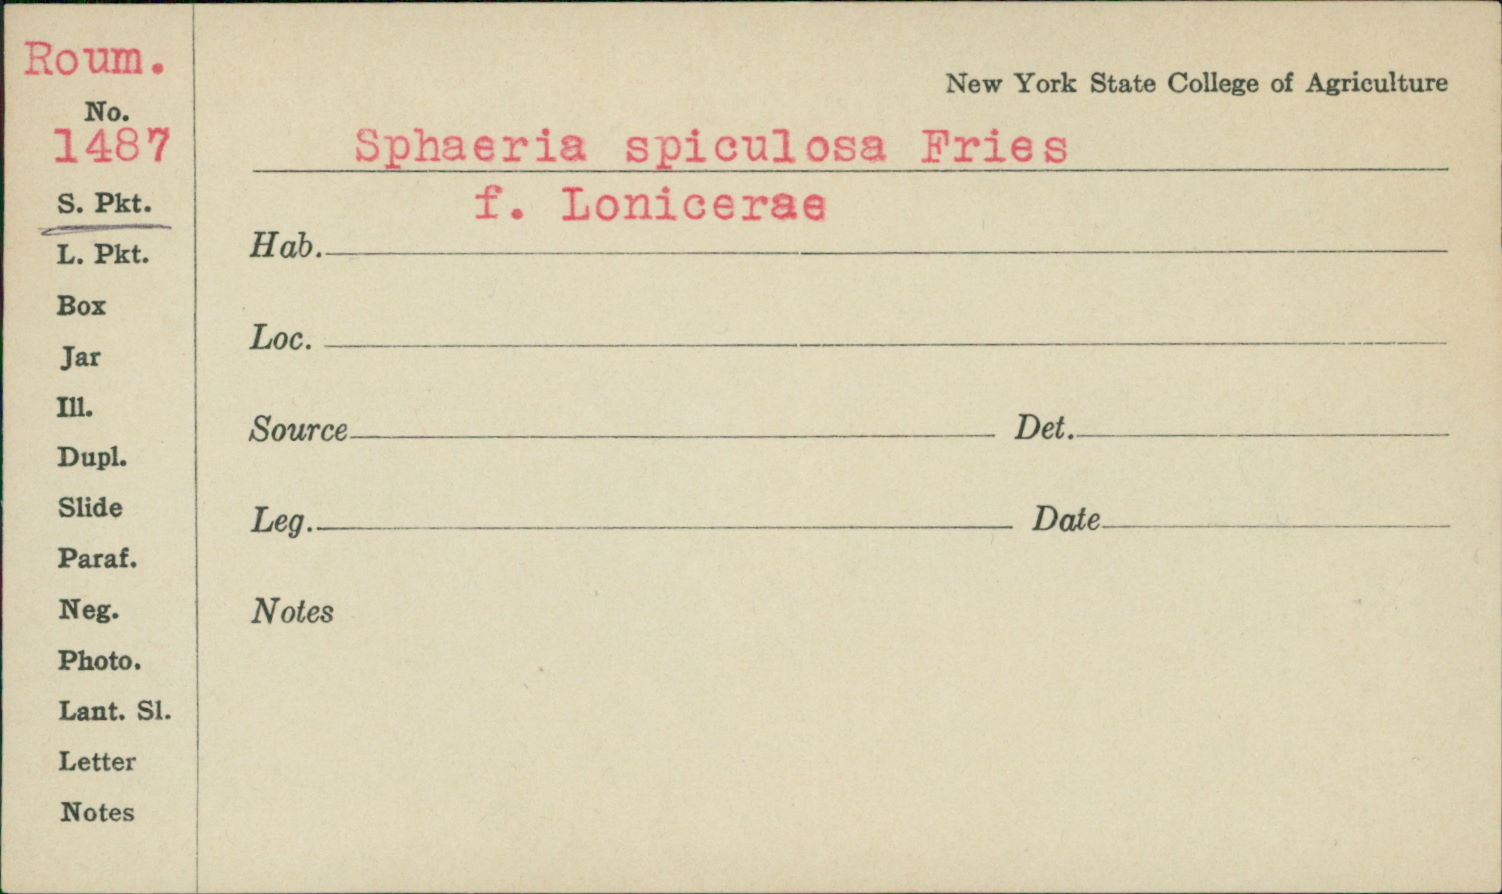 Roum.
No.
1487
S. Pkt.
L. Pkt.
Box
Jar
Ill.
Dupl.
Slide
Paraf.
Neg.
Photo.
Lant. Sl.
Letter
Notes
New York State College of Agriculture
Sphaeria spiculosa Fries
f. Lonicerae
Hab.
Loc.
Source Det.
Leg. Date
Notes